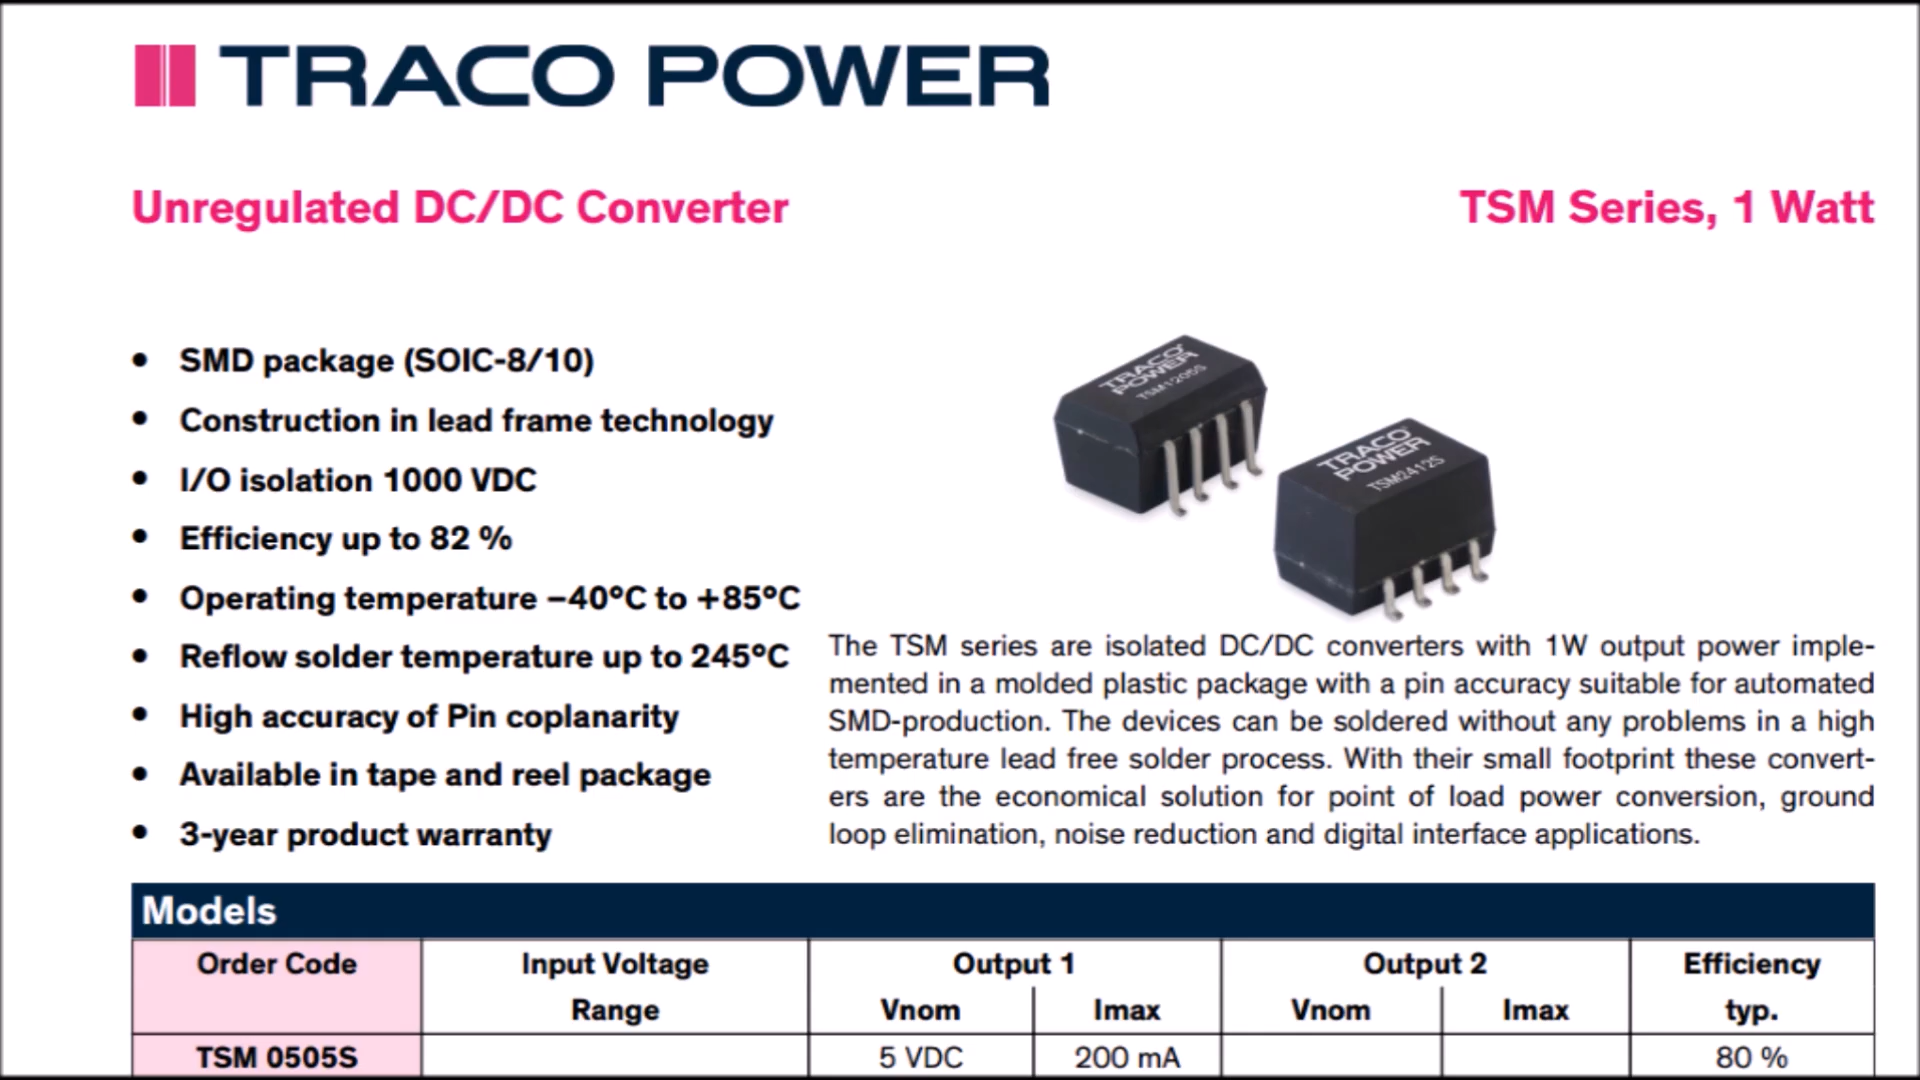 TRACO POWER
Unregulated DC/DC Converter
TSM Series, 1 Watt
• SMD package (SOIC-8/10)
• Construction in lead frame technology
• I/O isolation 1000 VDC
• Efficiency up to 82 %
• Operating temperature –40°C to +85°C
• Reflow solder temperature up to 245°C
• High accuracy of Pin coplanarity
• Available in tape and reel package
• 3-year product warranty
TRACO
POWER
TSM1205S
TRACO
POWER
TSM2412S
The TSM series are isolated DC/DC converters with 1W output power imple-
mented in a molded plastic package with a pin accuracy suitable for automated
SMD-production. The devices can be soldered without any problems in a high
temperature lead free solder process. With their small footprint these convert-
ers are the economical solution for point of load power conversion, ground
loop elimination, noise reduction and digital interface applications.
Models
Order Code Input Voltage Output 1 Output 2 Efficiency
Range Vnom Imax Vnom Imax typ.
TSM 0505S 5 VDC 200 mA 80 %